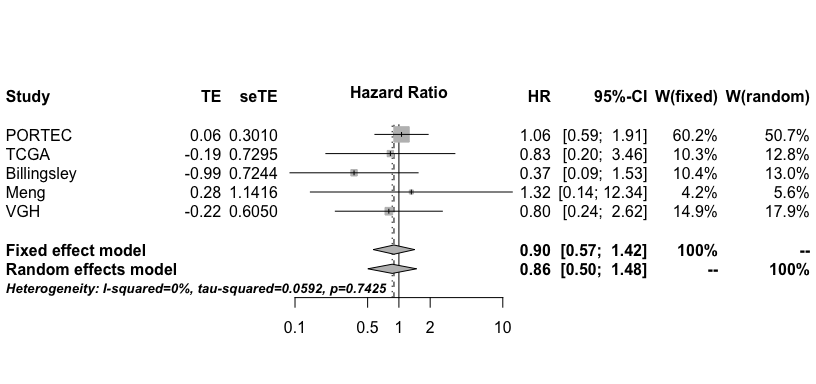 Study TE seTE Hazard Ratio HR 95%-CI W(fixed) W(random)
PORTEC 0.06 0.3010 1.06 [0.59; 1.91] 60.2% 50.7%
TCGA -0.19 0.7295 0.83 [0.20; 3.46] 10.3% 12.8%
Billingsley -0.99 0.7244 0.37 [0.09; 1.53] 10.4% 13.0%
Meng 0.28 1.1416 1.32 [0.14; 12.34] 4.2% 5.6%
VGH -0.22 0.6050 0.80 [0.24; 2.62] 14.9% 17.9%
Fixed effect model 0.90 [0.57; 1.42] 100% --
Random effects model 0.86 [0.50; 1.48] -- 100%
Heterogeneity: I-squared=0%, tau-squared=0.0592, p=0.7425
0.1 0.5 1 2 10